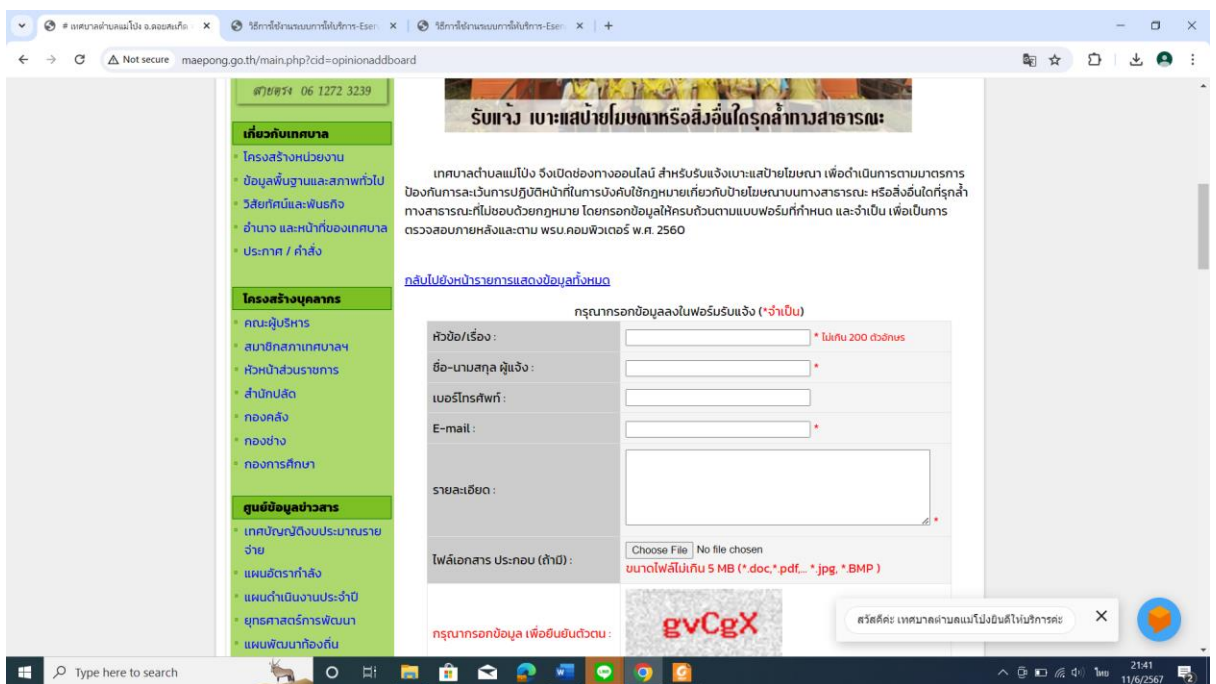 # เทศบาลตำบลแม่โป่ง อ.ดอยสะเก็ด
วิธีการใช้งานระบบการให้บริการ-Eser
วิธีการใช้งานระบบการให้บริการ-Eser
Not secure
maepong.go.th/main.php?cid=opinionaddboard
สายตรง 06 1272 3239
รับแจ้ง เบาะแสป้ายโฆษณาหรือสิ่งอื่นใดรุกล้ำทางสาธารณะ
เกี่ยวกับเทศบาล
โครงสร้างหน่วยงาน
ข้อมูลพื้นฐานและสภาพทั่วไป
วิสัยทัศน์และพันธกิจ
อำนาจ และหน้าที่ของเทศบาล
ประกาศ / คำสั่ง
โครงสร้างบุคลากร
คณะผู้บริหาร
สมาชิกสภาเทศบาลฯ
หัวหน้าส่วนราชการ
สำนักปลัด
กองคลัง
กองช่าง
กองการศึกษา
ศูนย์ข้อมูลข่าวสาร
เทศบัญญัติงบประมาณราย
จ่าย
แผนอัตรากำลัง
แผนดำเนินงานประจำปี
ยุทธศาสตร์การพัฒนา
แผนพัฒนาท้องถิ่น
เทศบาลตำบลแม่โป่ง จึงเปิดช่องทางออนไลน์ สำหรับรับแจ้งเบาะแสป้ายโฆษณา เพื่อดำเนินการตามมาตรการ
ป้องกันการละเว้นการปฏิบัติหน้าที่ในการบังคับใช้กฎหมายเกี่ยวกับป้ายโฆษณาบนทางสาธารณะ หรือสิ่งอื่นใดที่รุกล้ำ
ทางสาธารณะที่ไม่ชอบด้วยกฎหมาย โดยกรอกข้อมูลให้ครบถ้วนตามแบบฟอร์มที่กำหนด และจำเป็น เพื่อเป็นการ
ตรวจสอบภายหลังและตาม พรบ.คอมพิวเตอร์ พ.ศ. 2560
กลับไปยังหน้ารายการแสดงข้อมูลทั้งหมด
กรุณากรอกข้อมูลลงในฟอร์มรับแจ้ง (*จำเป็น)
หัวข้อ/เรื่อง : * ไม่เกิน 200 ตัวอักษร
ชื่อ-นามสกุล ผู้แจ้ง : *
เบอร์โทรศัพท์ :
E-mail : *
รายละเอียด : *
ไฟล์เอกสาร ประกอบ (ถ้ามี) : Choose File No file chosen
ขนาดไฟล์ไม่เกิน 5 MB (*.doc,*.pdf,... *.jpg, *.BMP )
กรุณากรอกข้อมูล เพื่อยืนยันตัวตน : gvCgX
สวัสดีค่ะ เทศบาลตำบลแม่โป่งยินดีให้บริการค่ะ
Type here to search
ไทย
21:41
11/6/2567
2